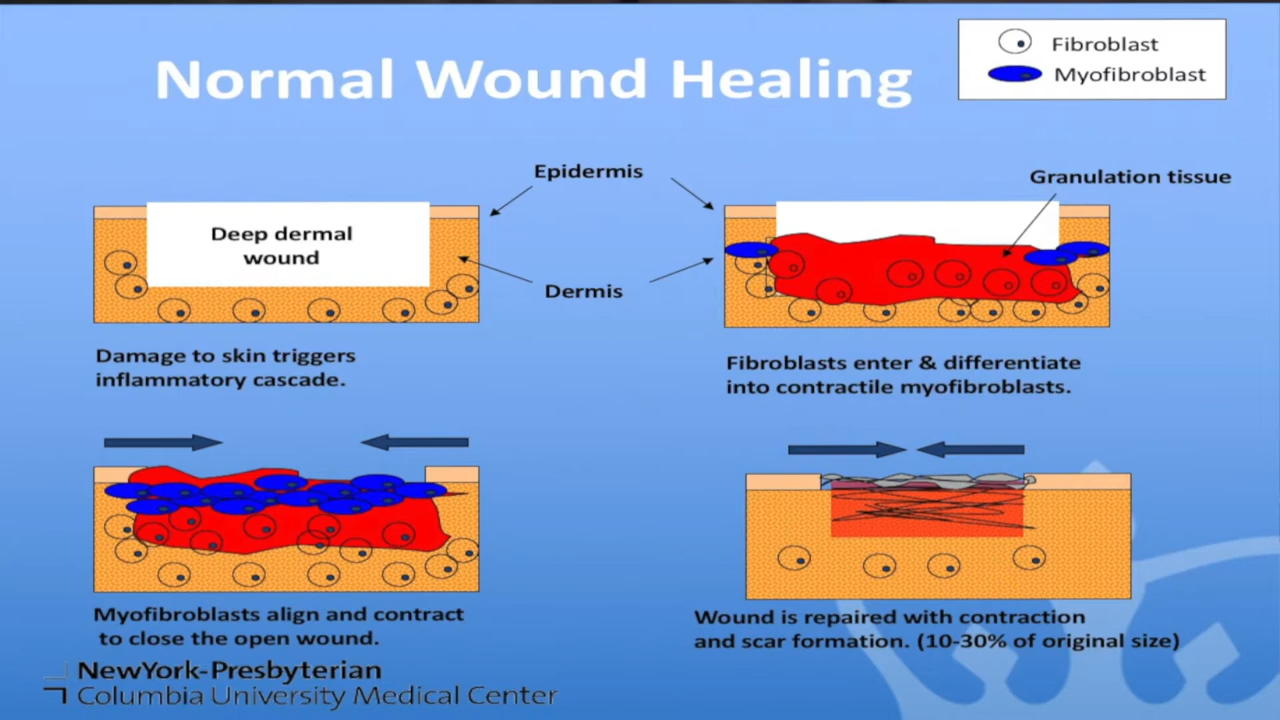 Normal Wound Healing
Fibroblast
Myofibroblast
Epidermis
Granulation tissue
Deep dermal
wound
Dermis
Damage to skin triggers
inflammatory cascade.
Fibroblasts enter & differentiate
into contractile myofibroblasts.
Myofibroblasts align and contract
to close the open wound.
Wound is repaired with contraction
and scar formation. (10-30% of original size)
NewYork-Presbyterian
Columbia University Medical Center